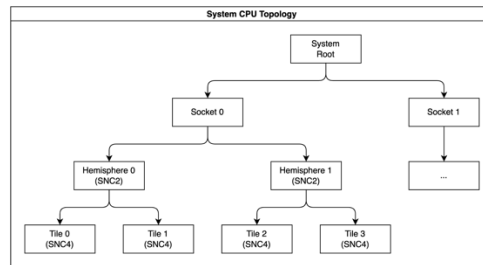 System CPU Topology
System
Root
Socket 0
Socket 1
Hemisphere 0
(SNC2)
Hemisphere 1
(SNC2)
...
Tile 0
(SNC4)
Tile 1
(SNC4)
Tile 2
(SNC4)
Tile 3
(SNC4)